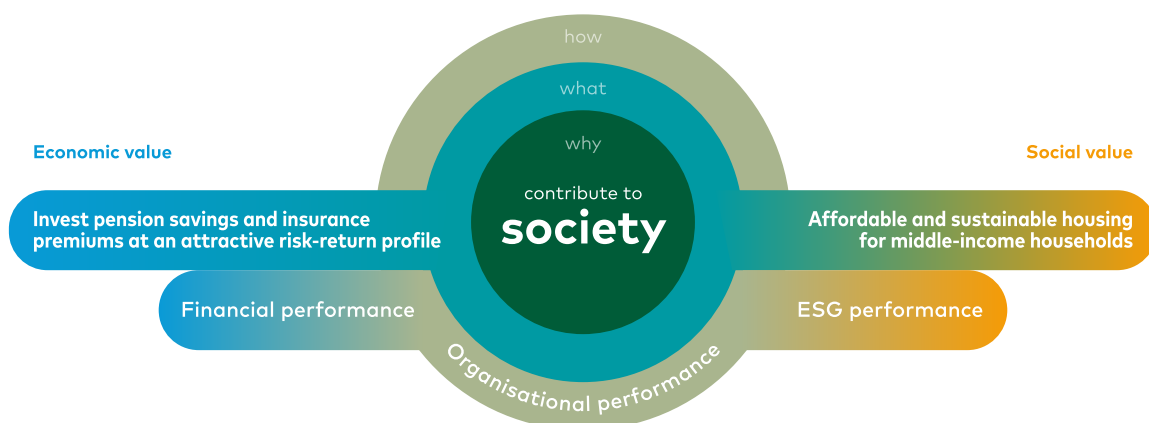 how
what
why
contribute to
society
Economic value
Invest pension savings and insurance
premiums at an attractive risk-return profile
Financial performance
Social value
Affordable and sustainable housing
for middle-income households
ESG performance
Organisational performance